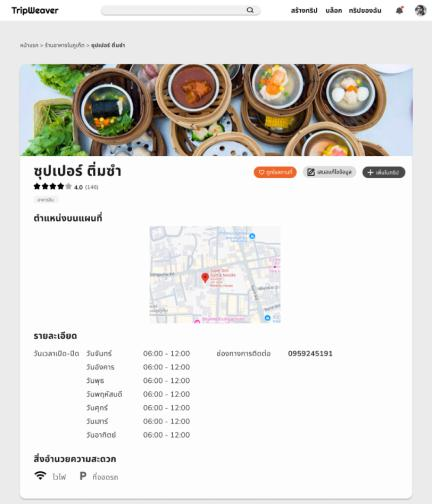 TripWeaver
สร้างทริป บล็อก ทริปของฉัน
หน้าแรก > ร้านอาหารในภูเก็ต > ซุปเปอร์ ติ่มซำ
ซุปเปอร์ ติ่มซำ
ถูกใจสถานที่
เสนอแก้ไขข้อมูล
เพิ่มในทริป
4.0 (146)
อาหารจีน
ตำแหน่งบนแผนที่
รายละเอียด
วันเวลาเปิด-ปิด วันจันทร์ 06:00 - 12:00 ช่องทางการติดต่อ 0959245191
วันอังคาร 06:00 - 12:00
วันพุธ 06:00 - 12:00
วันพฤหัสบดี 06:00 - 12:00
วันศุกร์ 06:00 - 12:00
วันเสาร์ 06:00 - 12:00
วันอาทิตย์ 06:00 - 12:00
สิ่งอำนวยความสะดวก
ไวไฟ P ที่จอดรถ